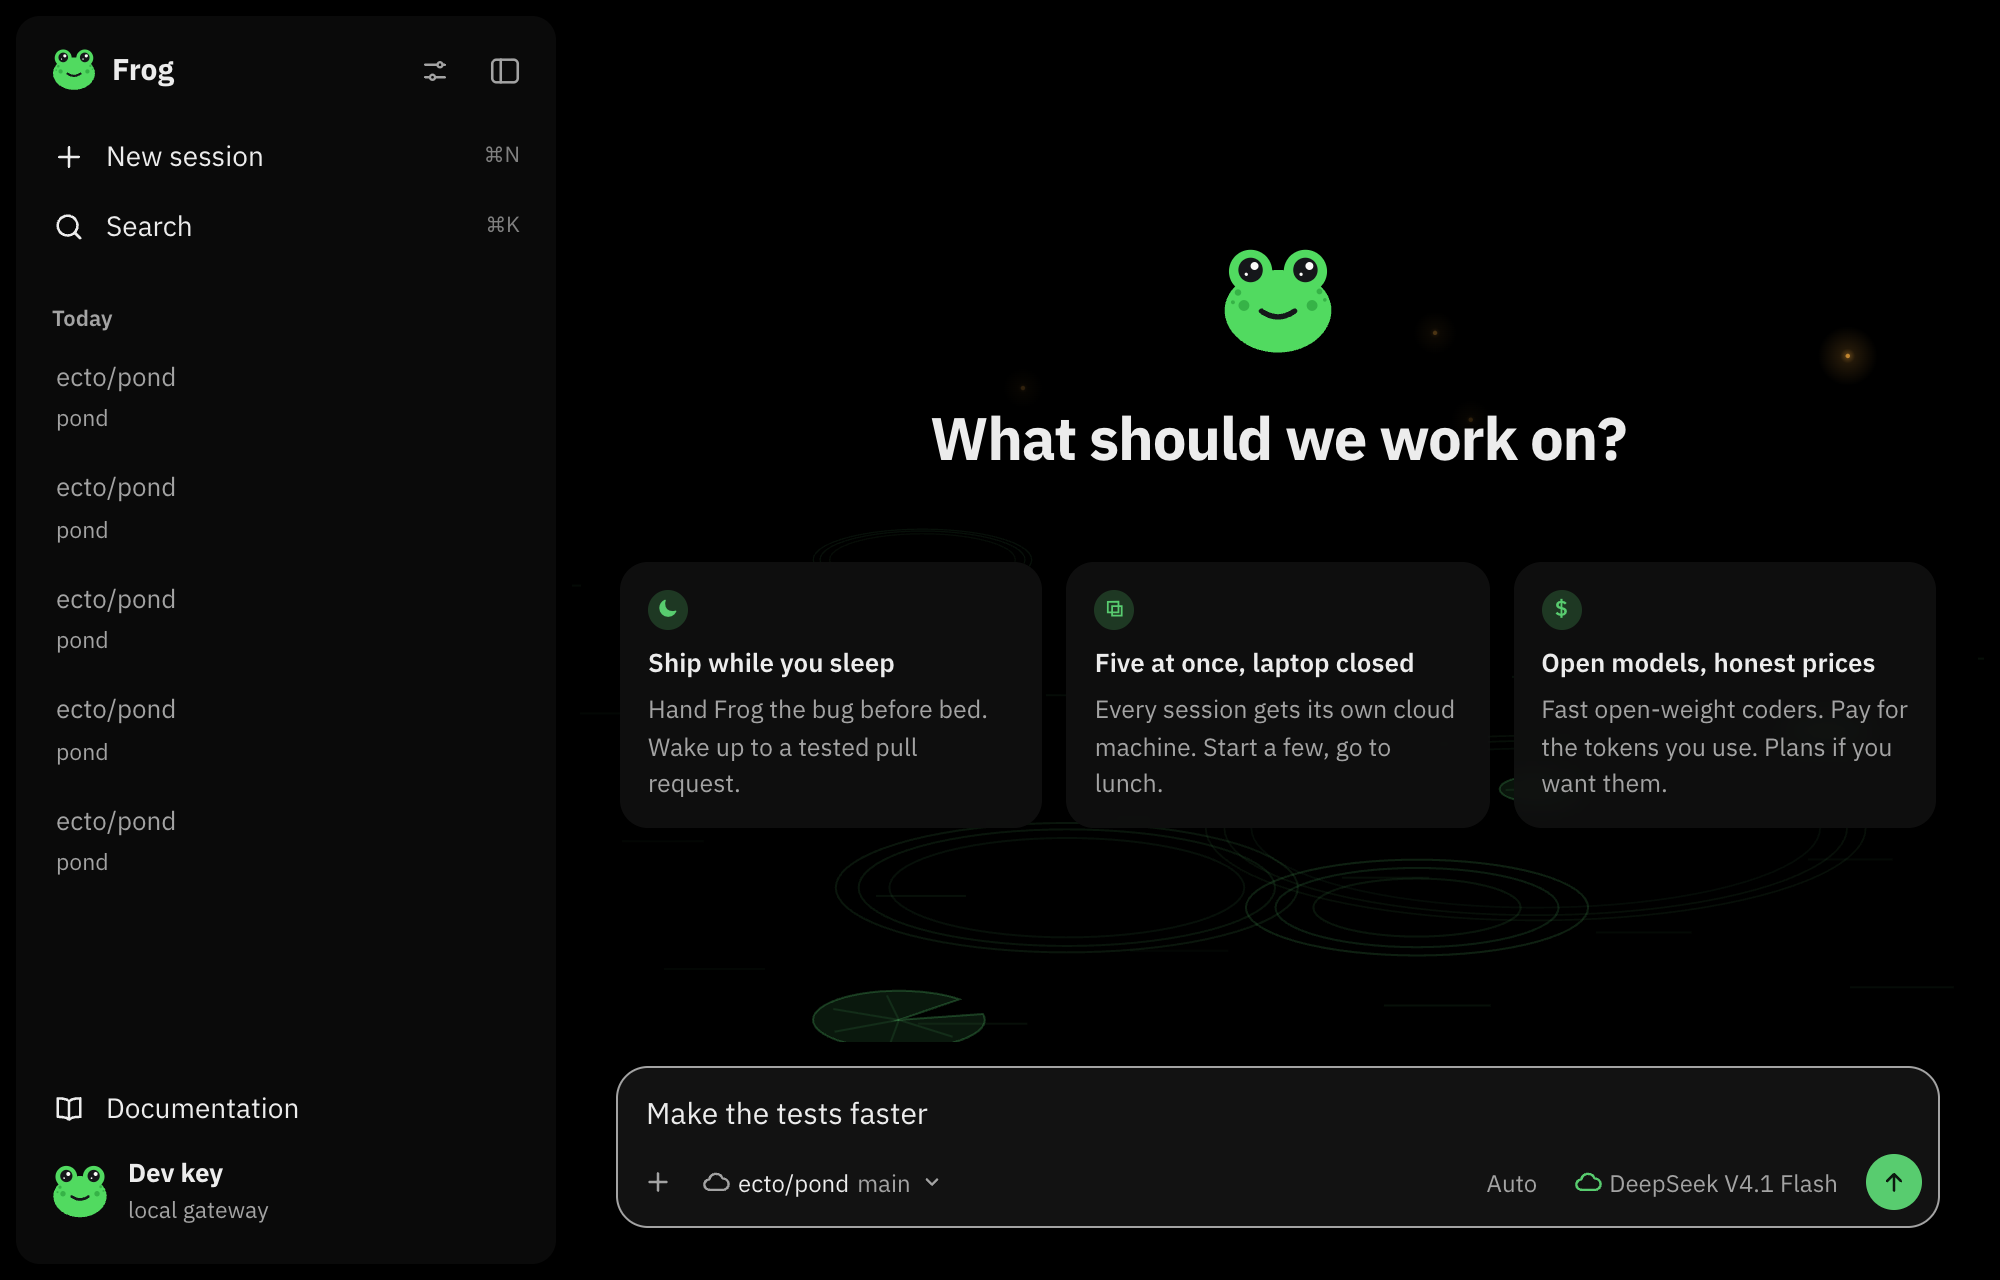 Frog
New session ⌘N
Search ⌘K
Today
ecto/pond
pond
ecto/pond
pond
ecto/pond
pond
ecto/pond
pond
ecto/pond
pond
Documentation
Dev key
local gateway
What should we work on?
Ship while you sleep
Hand Frog the bug before bed.
Wake up to a tested pull
request.
Five at once, laptop closed
Every session gets its own cloud
machine. Start a few, go to
lunch.
$
Open models, honest prices
Fast open-weight coders. Pay for
the tokens you use. Plans if you
want them.
Make the tests faster
ecto/pond main
Auto
DeepSeek V4.1 Flash